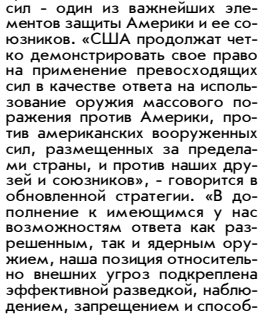 сил - один из важнейших эле-
ментов защиты Америки и ее со-
юзников. «США продолжат чет-
ко демонстрировать свое право
на применение превосходящих
сил в качестве ответа на исполь-
зование оружия массового по-
ражения против Америки, про-
тив американских вооруженных
сил, размещенных за предела-
ми страны, и против наших дру-
зей и союзников», - говорится в
обновленной стратегии. «В до-
полнение к имеющимся у нас
возможностям ответа как раз-
решенным, так и ядерным ору-
жием, наша позиция относитель-
но внешних угроз подкреплена
эффективной разведкой, наблю-
дением, запрещением и способ-